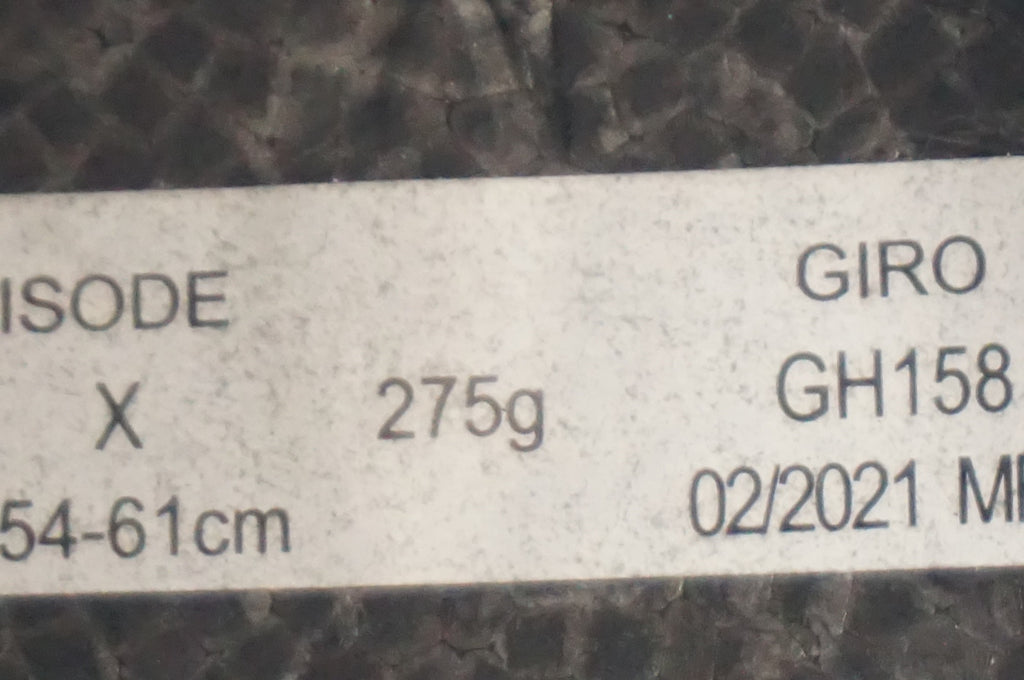 ISODE GIRO
X 275g GH158
54-61cm 02/2021